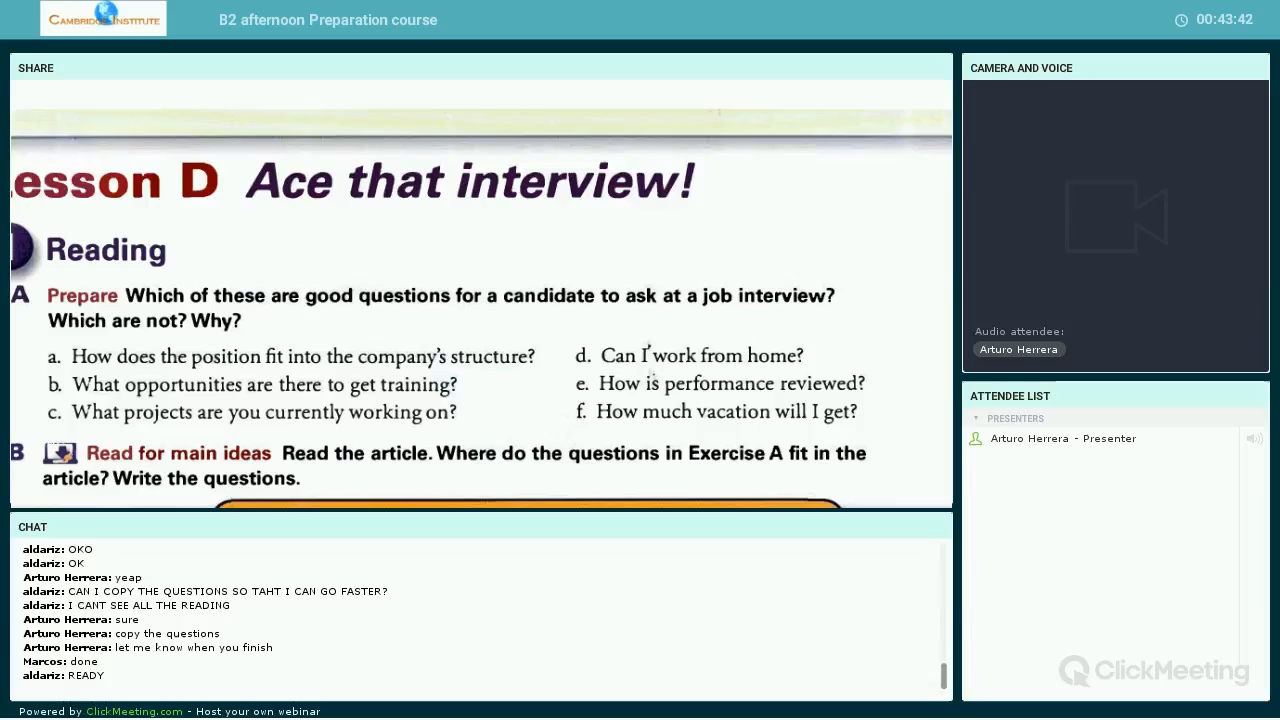 CAMBRIDGE INSTITUTE
B2 afternoon Preparation course
00:43:42
SHARE
CAMERA AND VOICE
esson D Ace that interview!
Reading
A Prepare Which of these are good questions for a candidate to ask at a job interview?
Which are not? Why?
a. How does the position fit into the company's structure?
d. Can I work from home?
b. What opportunities are there to get training?
e. How is performance reviewed?
c. What projects are you currently working on?
f. How much vacation will I get?
B Read for main ideas Read the article. Where do the questions in Exercise A fit in the
article? Write the questions.
Audio attendee:
Arturo Herrera
ATTENDEE LIST
PRESENTERS
Arturo Herrera - Presenter
CHAT
aldariz: OKO
aldariz: OK
Arturo Herrera: yeap
aldariz: CAN I COPY THE QUESTIONS SO TAHT I CAN GO FASTER?
aldariz: I CANT SEE ALL THE READING
Arturo Herrera: sure
Arturo Herrera: copy the questions
Arturo Herrera: let me know when you finish
Marcos: done
aldariz: READY
ClickMeeting
Powered by ClickMeeting.com - Host your own webinar